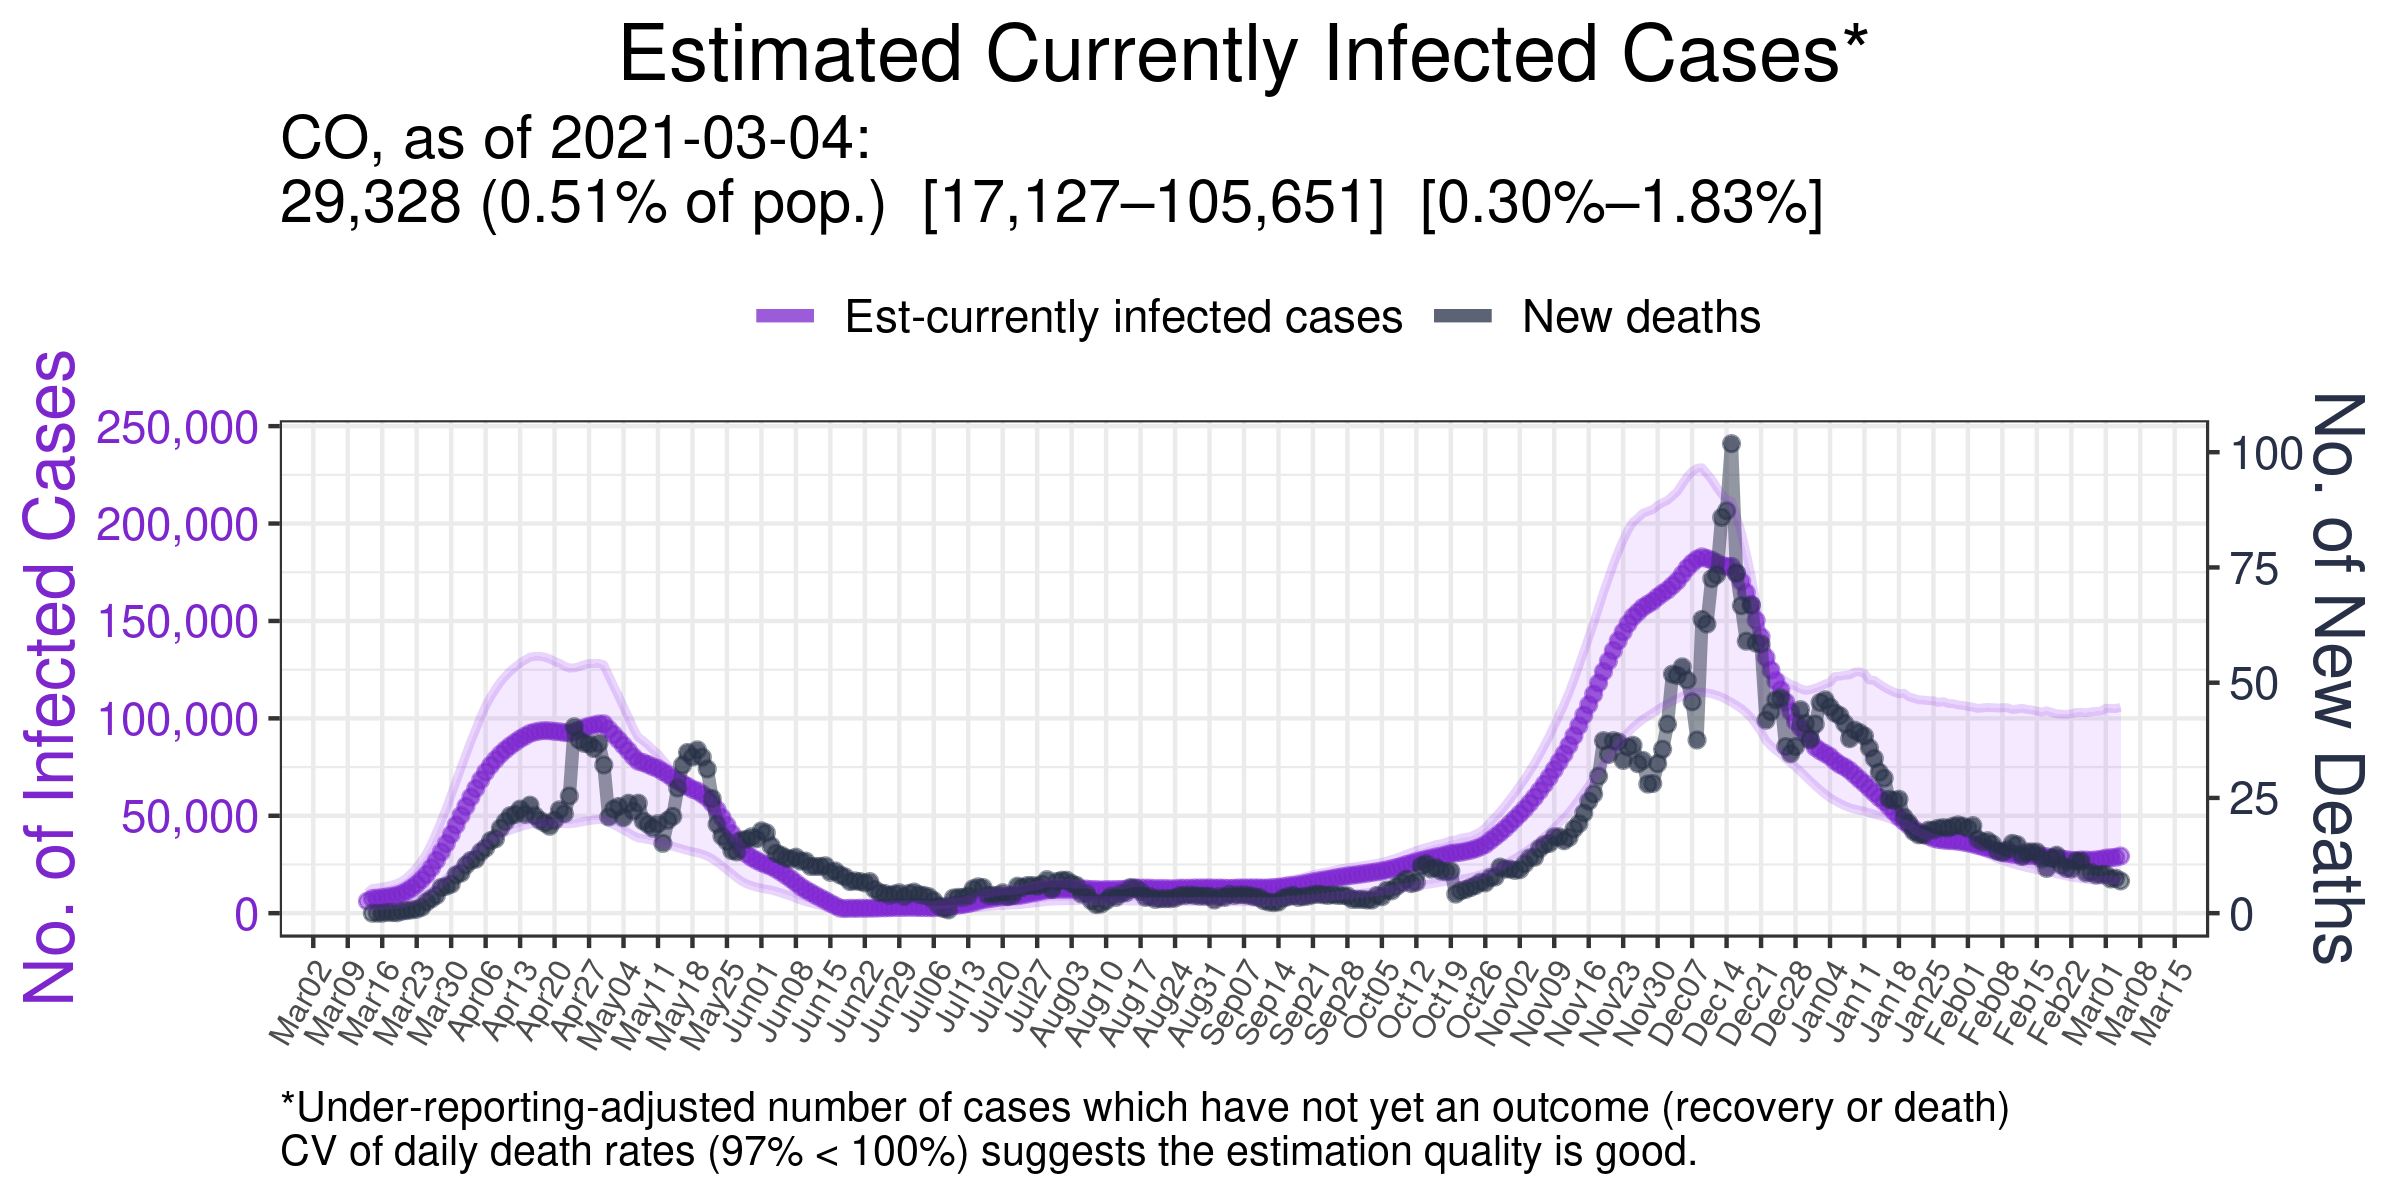 Estimated Currently Infected Cases*
CO, as of 2021-03-04:
29,328 (0.51% of pop.) [17,127–105,651] [0.30%–1.83%]
Est-currently infected cases
New deaths
No. of Infected Cases
250,000
200,000
150,000
100,000
50,000
0
100
75
50
25
0
No. of New Deaths
Mar02
Mar09
Mar16
Mar23
Mar30
Apr06
Apr13
Apr20
Apr27
May04
May11
May18
May25
Jun01
Jun08
Jun15
Jun22
Jun29
Jul06
Jul13
Jul20
Jul27
Aug03
Aug10
Aug17
Aug24
Aug31
Sep07
Sep14
Sep21
Sep28
Oct05
Oct12
Oct19
Oct26
Nov02
Nov09
Nov16
Nov23
Nov30
Dec07
Dec14
Dec21
Dec28
Jan04
Jan11
Jan18
Jan25
Feb01
Feb08
Feb15
Feb22
Mar01
Mar08
Mar15
*Under-reporting-adjusted number of cases which have not yet an outcome (recovery or death)
CV of daily death rates (97% < 100%) suggests the estimation quality is good.